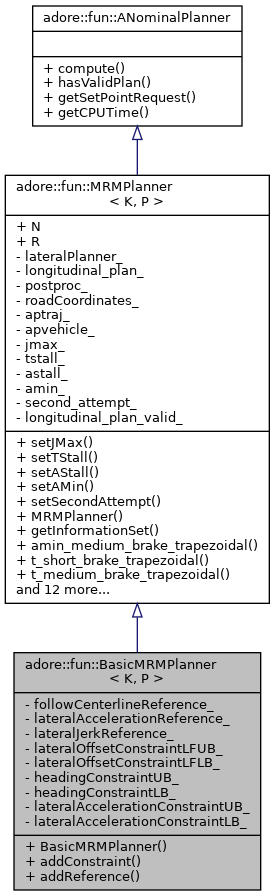 adore::fun::ANominalPlanner
+ compute()
+ hasValidPlan()
+ getSetPointRequest()
+ getCPUTime()
adore::fun::MRMPlanner
< K, P >
+ N
+ R
- lateralPlanner_
- longitudinal_plan_
- postproc_
- roadCoordinates_
- aptraj_
- apvehicle_
- jmax_
- tstall_
- astall_
- amin_
- second_attempt_
- longitudinal_plan_valid_
+ setJMax()
+ setTStall()
+ setAStall()
+ setAMin()
+ setSecondAttempt()
+ MRMPlanner()
+ getInformationSet()
+ amin_medium_brake_trapezoidal()
+ t_short_brake_trapezoidal()
+ t_medium_brake_trapezoidal()
and 12 more...
adore::fun::BasicMRMPlanner
< K, P >
- followCenterlineReference_
- lateralAccelerationReference_
- lateralJerkReference_
- lateralOffsetConstraintLFUB_
- lateralOffsetConstraintLFLB_
- headingConstraintUB_
- headingConstraintLB_
- lateralAccelerationConstraintUB_
- lateralAccelerationConstraintLB_
+ BasicMRMPlanner()
+ addConstraint()
+ addReference()